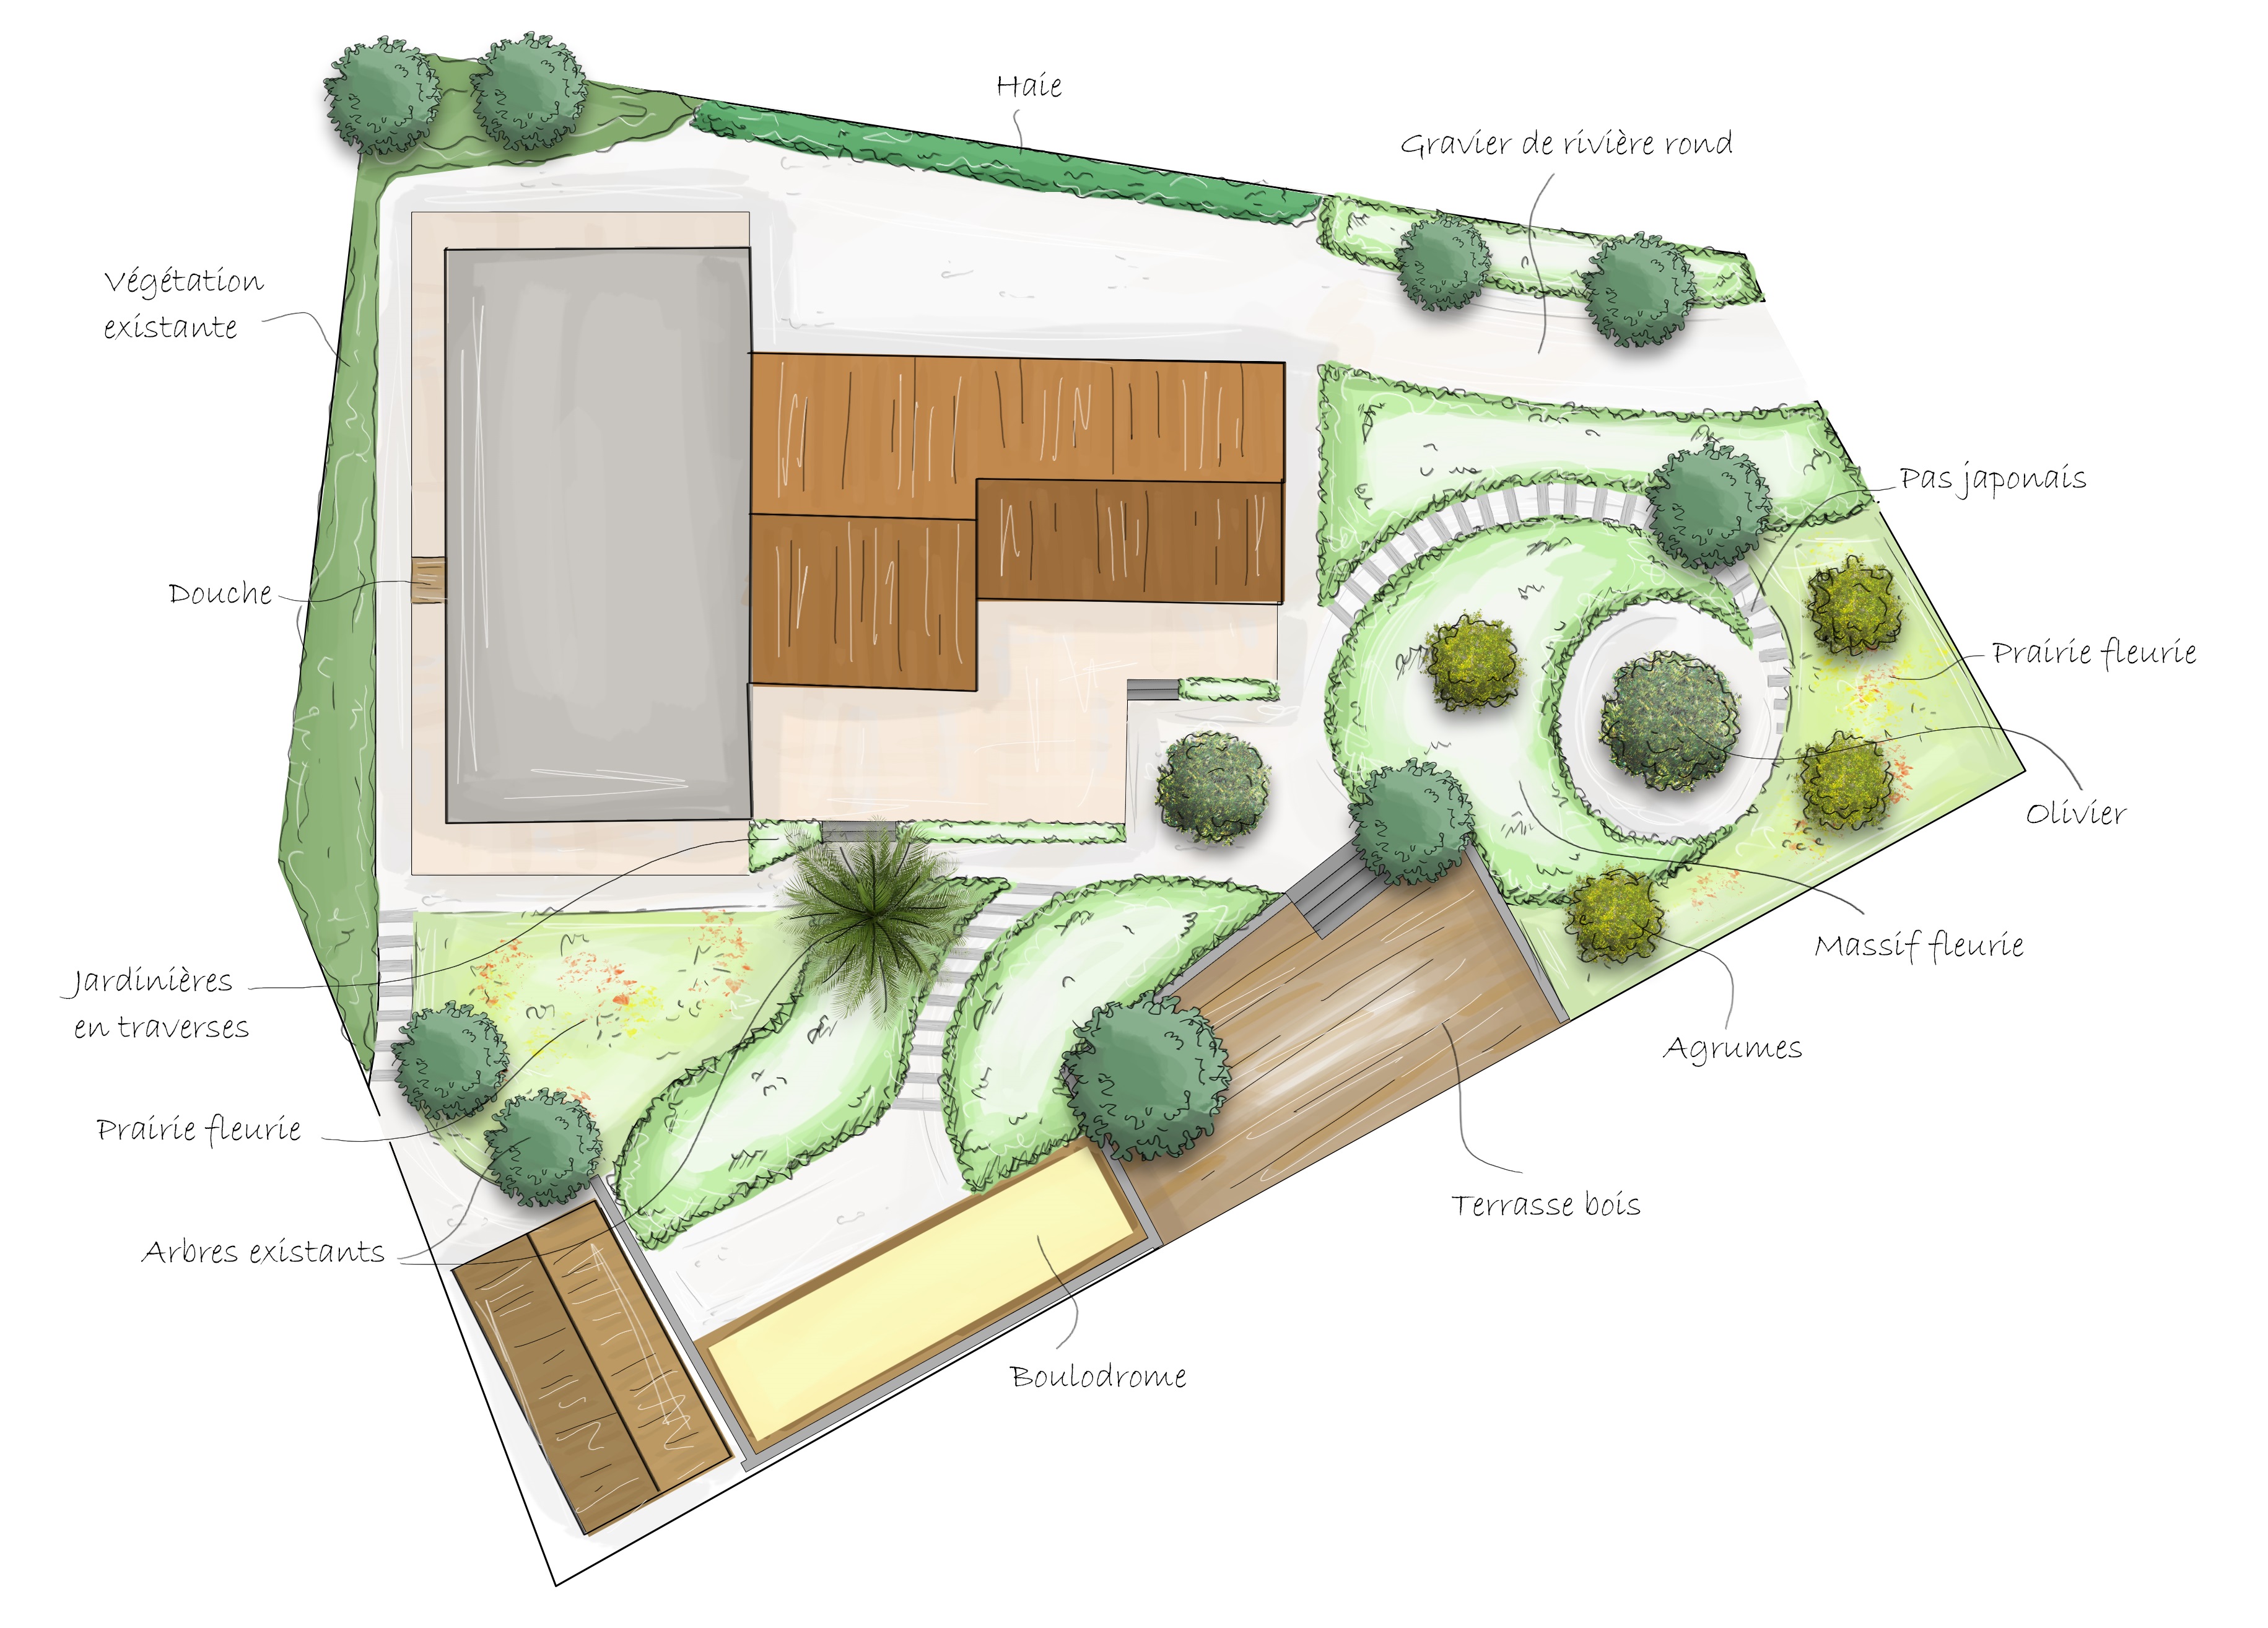 Haie
Gravier de rivière rond
Végétation
existante
Pas japonais
Douche
Prairie fleurie
Olivier
Massif fleurie
Jardinières
en traverses
Agrumes
Prairie fleurie
Terrasse bois
Arbres existants
Boulodrome